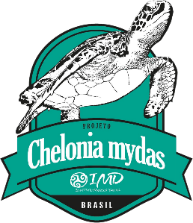 PROJETO
Chelonia mydas
IMD
BRASIL